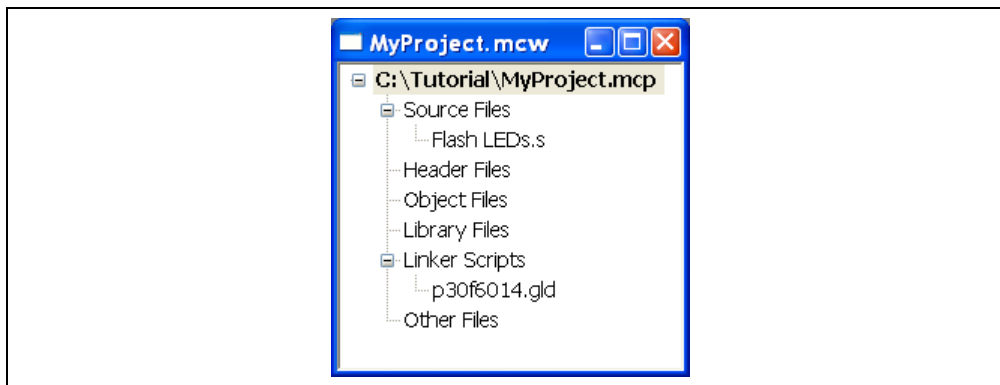 MyProject.mcw
C:\Tutorial\MyProject.mcp
Source Files
Flash LEDs.s
Header Files
Object Files
Library Files
Linker Scripts
p30f6014.gld
Other Files